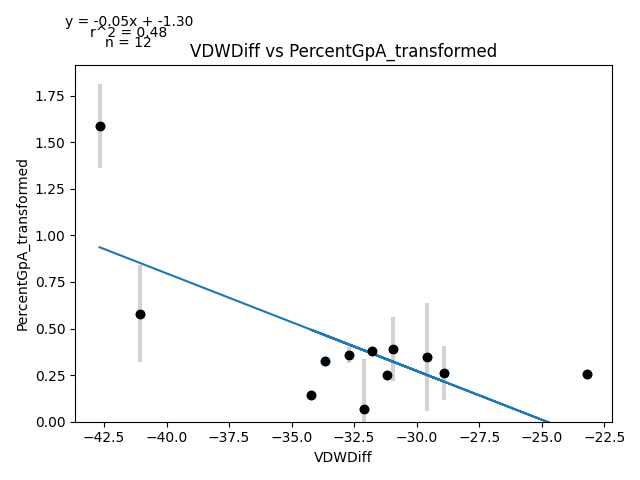 y = -0.05x + -1.30
r^2 = 0.48
n = 12
VDWDiff vs PercentGpA_transformed
PercentGpA_transformed
1.75
1.50
1.25
1.00
0.75
0.50
0.25
0.00
−42.5 −40.0 −37.5 −35.0 −32.5 −30.0 −27.5 −25.0 −22.5
VDWDiff